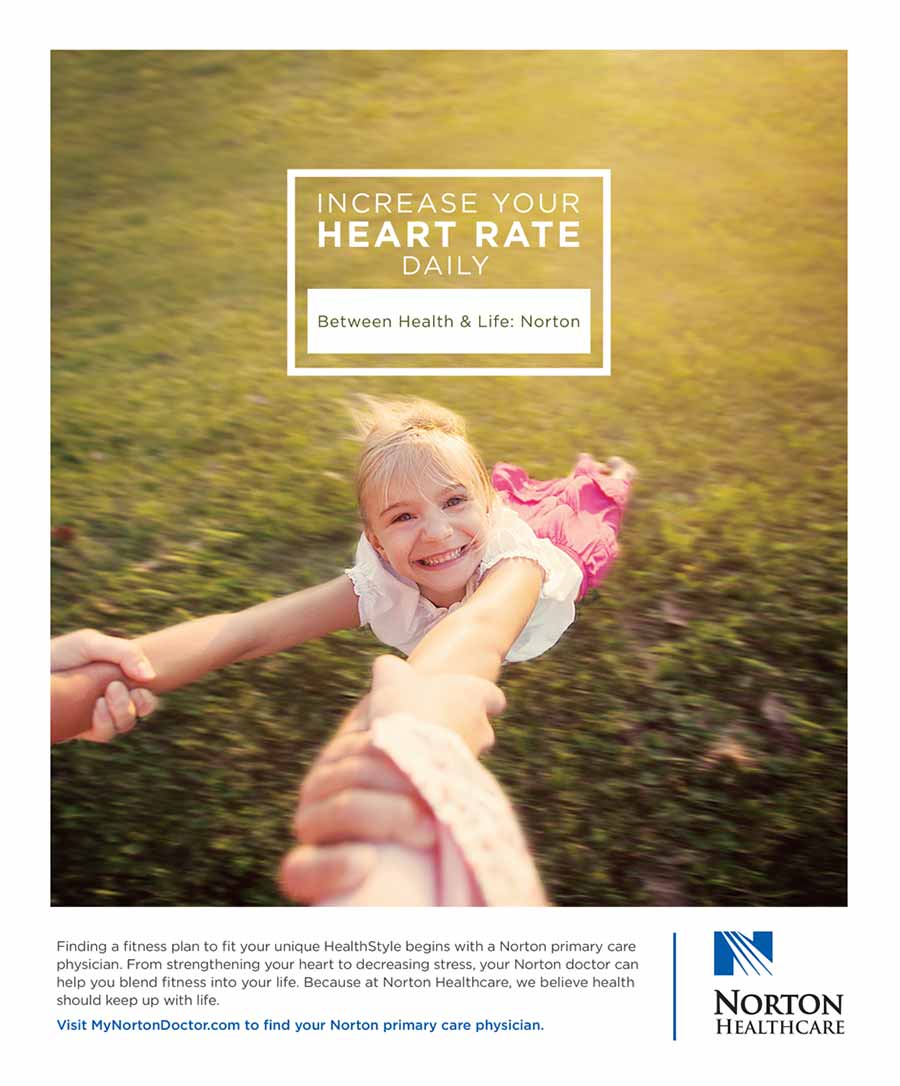 INCREASE YOUR
HEART RATE
DAILY
Between Health & Life: Norton
Finding a fitness plan to fit your unique HealthStyle begins with a Norton primary care
physician. From strengthening your heart to decreasing stress, your Norton doctor can
help you blend fitness into your life. Because at Norton Healthcare, we believe health
should keep up with life.
Visit MyNortonDoctor.com to find your Norton primary care physician.
NORTON
HEALTHCARE